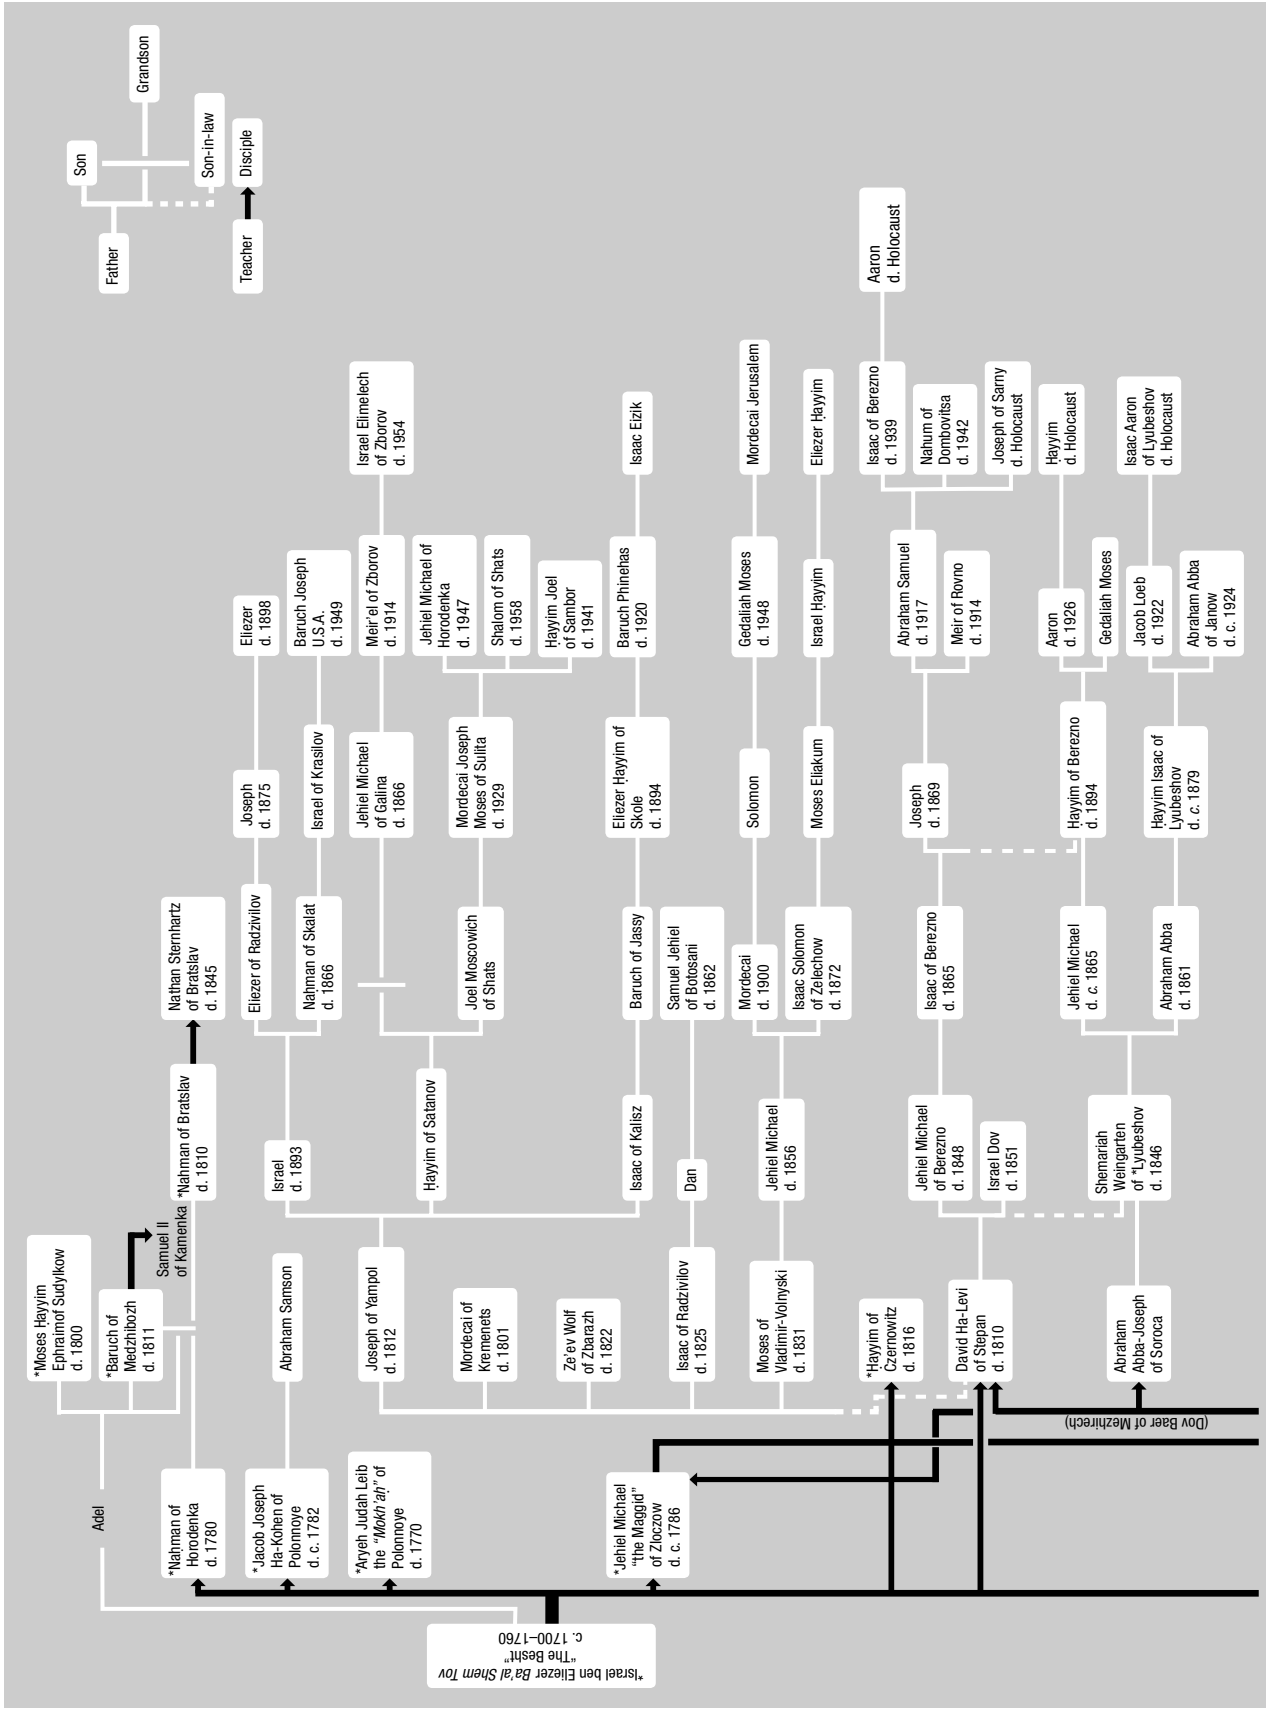 Father
Son
Grandson
Son-in-law
Teacher
Disciple
*Israel ben Eliezer Ba'al Shem Tov
"The Besht"
c. 1700–1760
Adel
*Nahman of
Horodenka
d. 1780
*Jacob Joseph
Ha-Kohen of
Polonnoye
d. c. 1782
*Aryeh Judah Leib
the "Mokh'aḥ" of
Polonnoye
d. 1770
*Jehiel Michael
"the Maggid"
of Zloczow
d. c. 1786
*Moses Ḥayyim
Ephraimof Sudylkow
d. 1800
*Baruch of
Medzhibozh
d. 1811
Samuel II
of Kamenka
*Nahman of Bratslav
d. 1810
Nathan Sternhartz
of Bratslav
d. 1845
Abraham Samson
Joseph of Yampol
d. 1812
Mordecai of
Kremenets
d. 1801
Ze'ev Wolf
of Zbarazh
d. 1822
Isaac of Radzivilov
d. 1825
Moses of
Vladimir-Volnyski
d. 1831
*Ḥayyim of
Czernowitz
d. 1816
David Ha-Levi
of Stepan
d. 1810
Abraham
Abba-Joseph
of Soroca
(Dov Baer of Mezhirech)
Israel
d. 1893
Ḥayyim of Satanov
Isaac of Kalisz
Dan
Jehiel Michael
d. 1856
Jehiel Michael
of Berezno
d. 1848
Israel Dov
d. 1851
Shemariah
Weingarten
of *Lyubeshov
d. 1846
Eliezer of Radzivilov
Naḥman of Skalat
d. 1866
Joel Moscowich
of Shats
Baruch of Jassy
Samuel Jehiel
of Botosani
d. 1862
Mordecai
d. 1900
Isaac Solomon
of Zelechow
d. 1872
Isaac of Berezno
d. 1865
Jehiel Michael
d. c. 1865
Abraham Abba
d. 1861
Joseph
d. 1875
Israel of Krasilov
Jehiel Michael
of Galina
d. 1866
Mordecai Joseph
Moses of Sulita
d. 1929
Eliezer Ḥayyim of
Skole
d. 1894
Solomon
Moses Eliakum
Joseph
d. 1869
Ḥayyim of Berezno
d. 1894
Ḥayyim Isaac of
Lyubeshov
d. c. 1879
Eliezer
d. 1898
Baruch Joseph
U.S.A.
d. 1949
Meir'el of Zborov
d. 1914
Jehiel Michael of
Horodenka
d. 1947
Shalom of Shats
d. 1958
Ḥayyim Joel
of Sambor
d. 1941
Baruch Phinehas
d. 1920
Gedaliah Moses
d. 1948
Israel Ḥayyim
Abraham Samuel
d. 1917
Meir of Rovno
d. 1914
Aaron
d. 1926
Gedaliah Moses
Jacob Loeb
d. 1922
Abraham Abba
of Janow
d. c. 1924
Israel Elimelech
of Zborov
d. 1954
Isaac Eizik
Mordecai Jerusalem
Eliezer Ḥayyim
Isaac of Berezno
d. 1939
Nahum of
Dombovitsa
d. 1942
Joseph of Sarny
d. Holocaust
Ḥayyim
d. Holocaust
Isaac Aaron
of Lyubeshov
d. Holocaust
Aaron
d. Holocaust